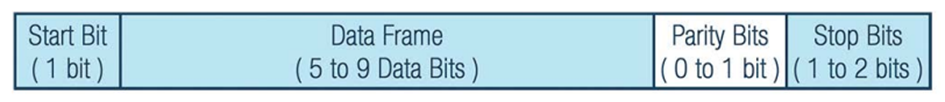 Start Bit
( 1 bit )
Data Frame
( 5 to 9 Data Bits )
Parity Bits
( 0 to 1 bit )
Stop Bits
( 1 to 2 bits )